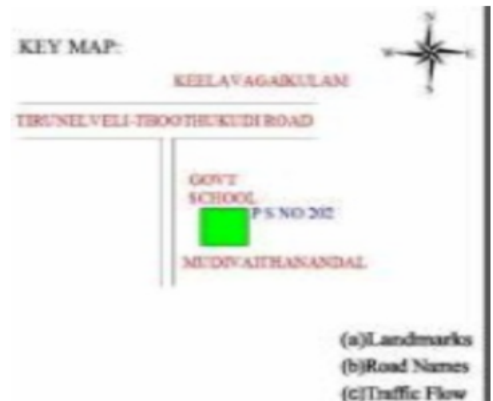 N
KEY MAP:
W E
S
KEELAVAGAIKULAM
TIRUNELVELI-THOOTHUKUDI ROAD
GOVT
SCHOOL
P S NO 202
MUDIVAITHANANDAL
(a)Landmarks
(b)Road Names
(c)Traffic Flow